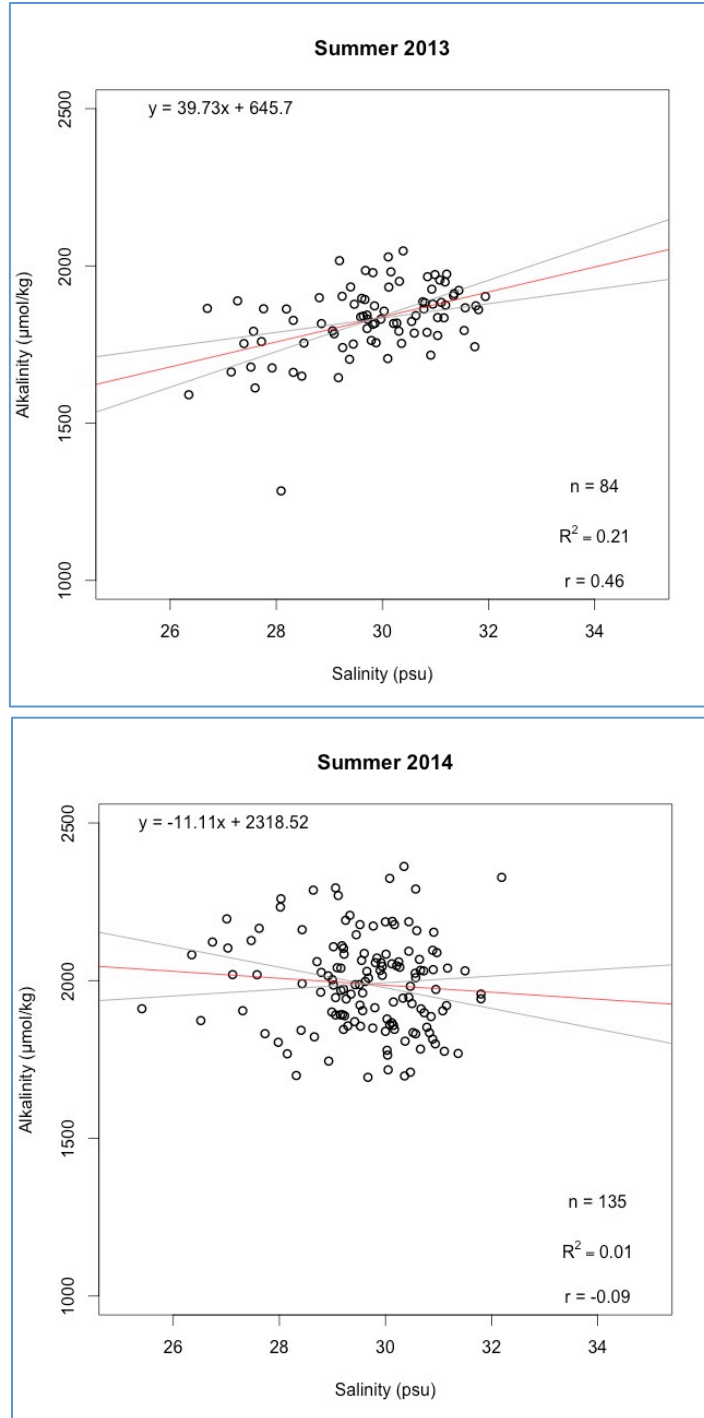 Summer 2013
y = 39.73x + 645.7
2500
2000
1500
1000
Alkalinity (µmol/kg)
n = 84
R² = 0.21
r = 0.46
26 28 30 32 34
Salinity (psu)
Summer 2014
y = -11.11x + 2318.52
2500
2000
1500
1000
Alkalinity (µmol/kg)
n = 135
R² = 0.01
r = -0.09
26 28 30 32 34
Salinity (psu)